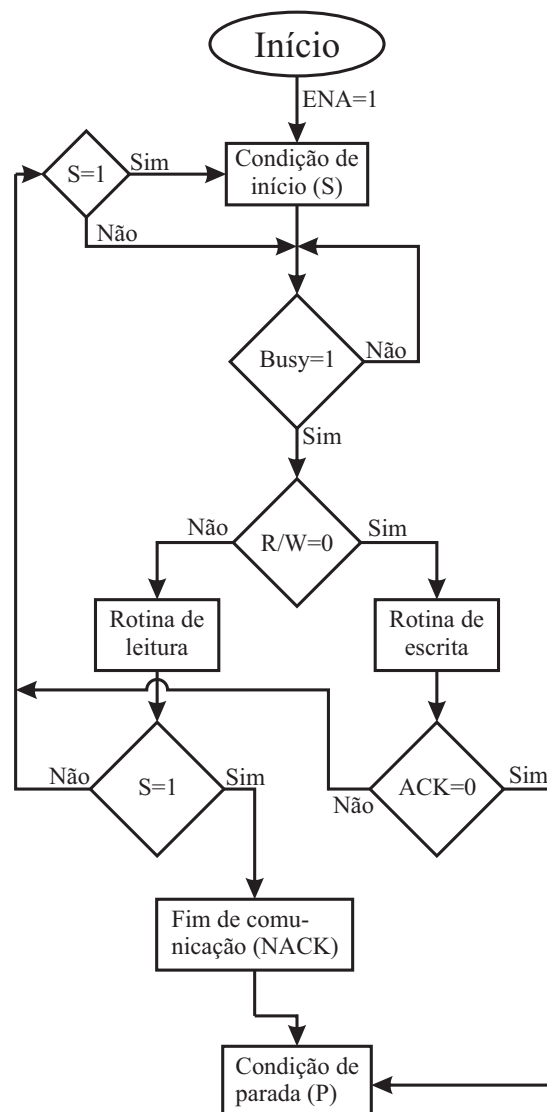 Início
ENA=1
S=1
Sim
Condição de
início (S)
Não
Busy=1
Não
Sim
Não
R/W=0
Sim
Rotina de
leitura
Rotina de
escrita
Não
S=1
Sim
Não
ACK=0
Sim
Fim de comu-
nicação (NACK)
Condição de
parada (P)